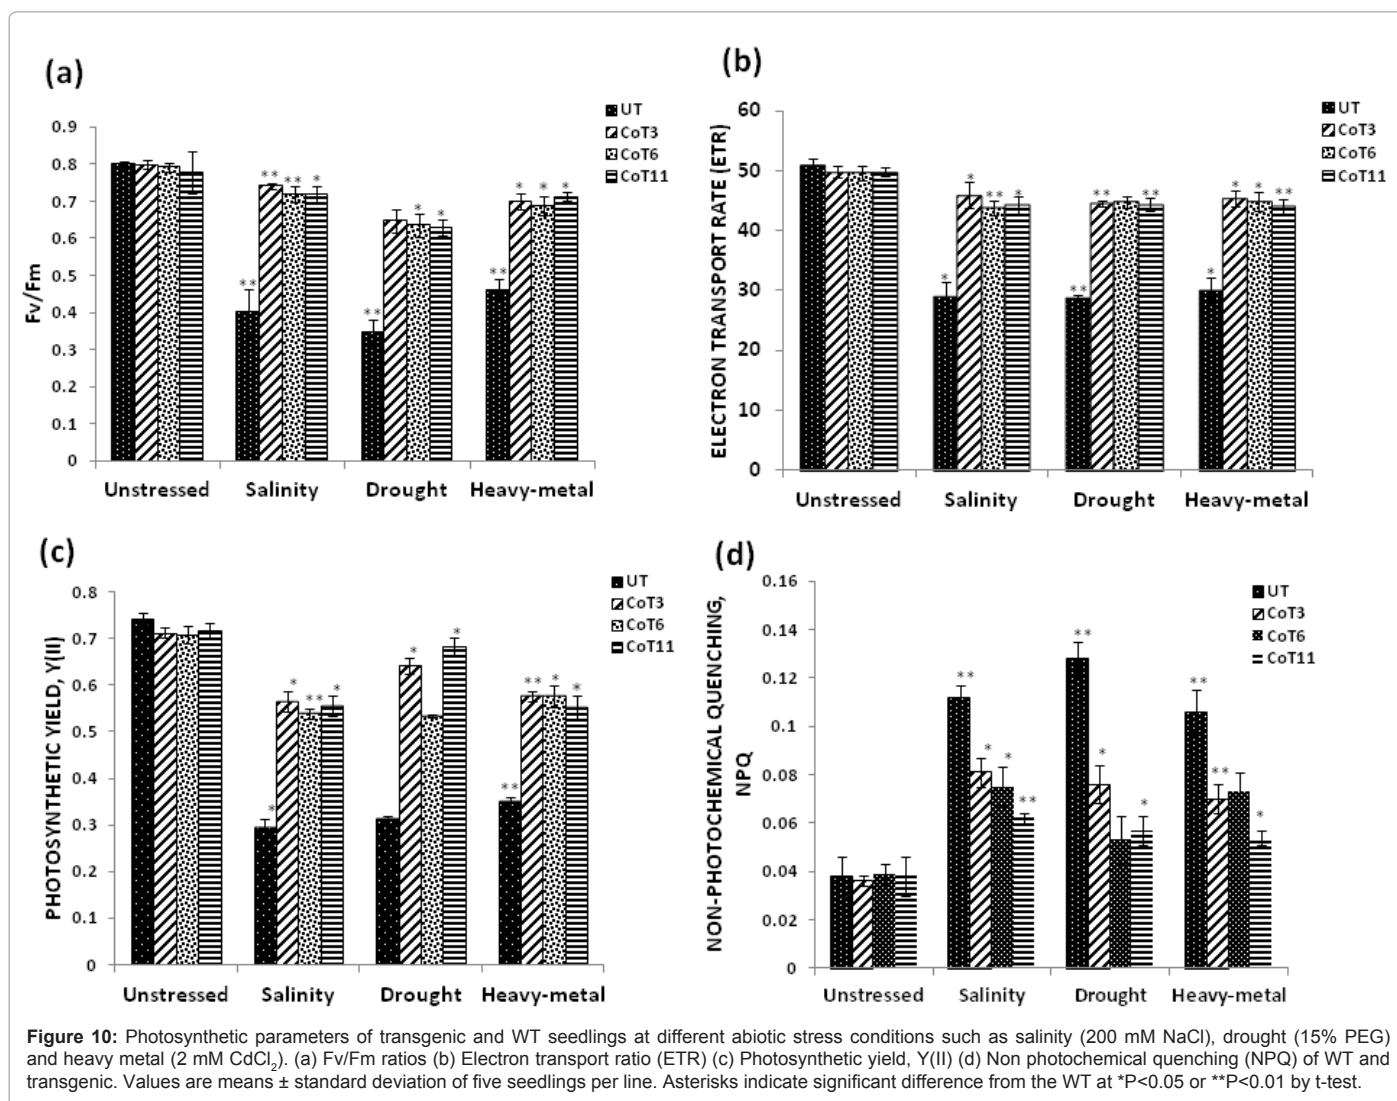 (a)
UT
CoT3
CoT6
CoT11
Fv/Fm
0.9
0.8
0.7
0.6
0.5
0.4
0.3
0.2
0.1
0
** ** ** *
** * *
** * * *
Unstressed Salinity Drought Heavy-metal
(b)
UT
CoT3
CoT6
CoT11
ELECTRON TRANSPORT RATE (ETR)
60
50
40
30
20
10
0
* * ** *
** ** **
* * * **
Unstressed Salinity Drought Heavy-metal
(c)
UT
CoT3
CoT6
CoT11
PHOTOSYNTHETIC YIELD, Y(II)
0.8
0.7
0.6
0.5
0.4
0.3
0.2
0.1
0
* * ** *
* *
** ** * *
Unstressed Salinity Drought Heavy-metal
(d)
UT
CoT3
CoT6
CoT11
NON-PHOTOCHEMICAL QUENCHING,
NPQ
0.16
0.14
0.12
0.1
0.08
0.06
0.04
0.02
0
** * * **
** * *
** ** *
Unstressed Salinity Drought Heavy-metal
Figure 10: Photosynthetic parameters of transgenic and WT seedlings at different abiotic stress conditions such as salinity (200 mM NaCl), drought (15% PEG)
and heavy metal (2 mM CdCl₂). (a) Fv/Fm ratios (b) Electron transport ratio (ETR) (c) Photosynthetic yield, Y(II) (d) Non photochemical quenching (NPQ) of WT and
transgenic. Values are means ± standard deviation of five seedlings per line. Asterisks indicate significant difference from the WT at *P<0.05 or **P<0.01 by t-test.